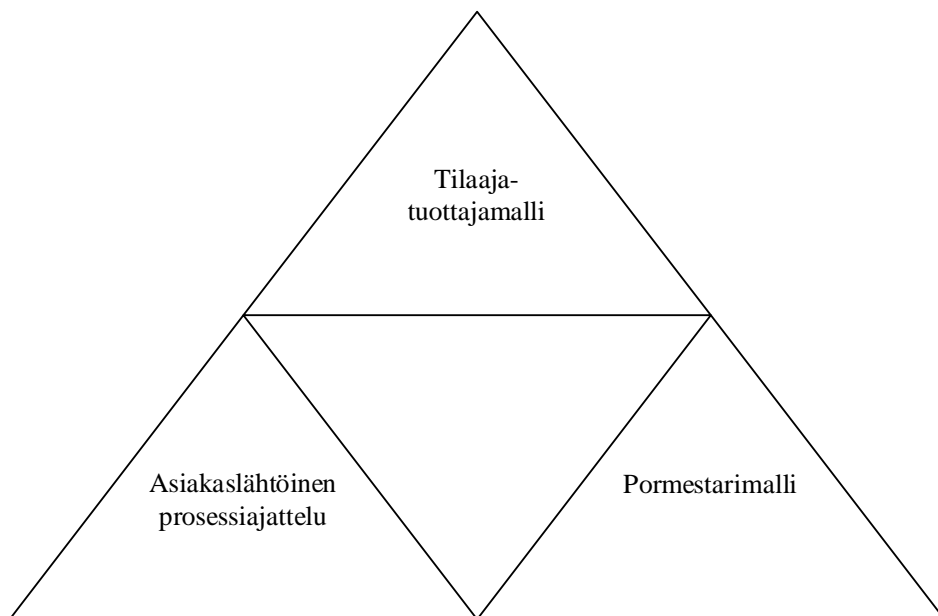 Tilaaja-
tuottajamalli
Asiakaslähtöinen
prosessiajattelu
Pormestarimalli